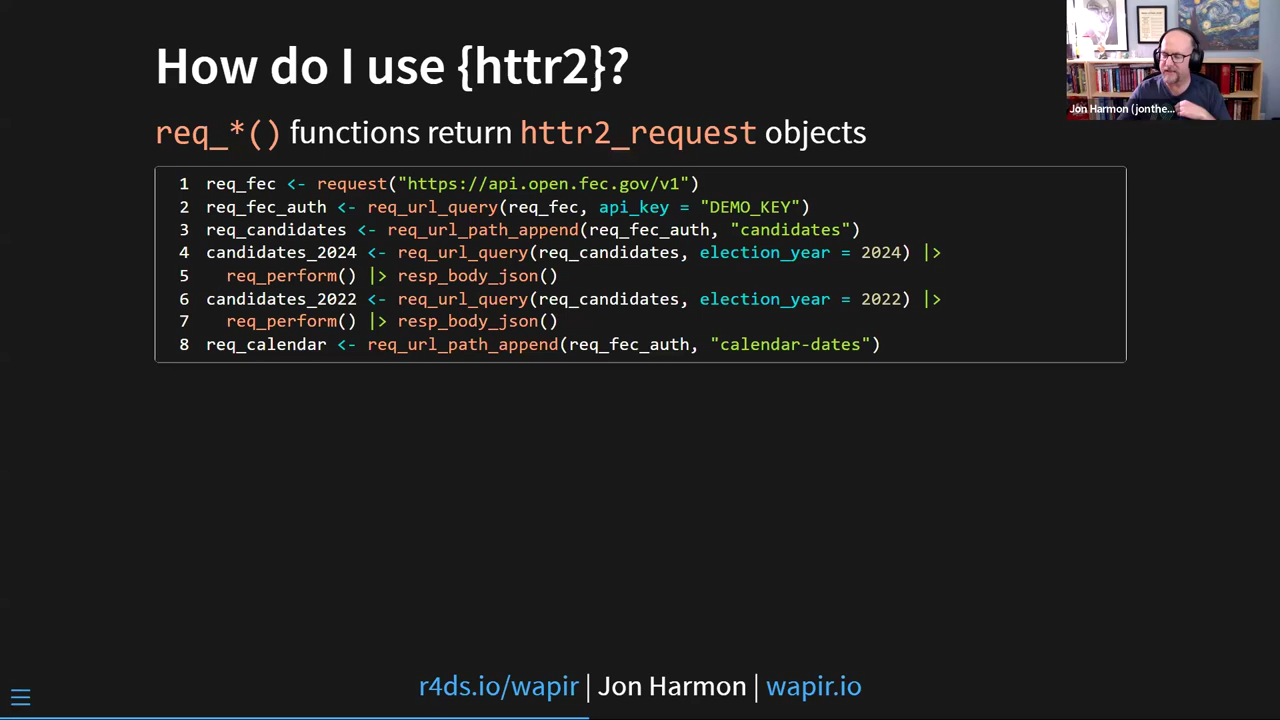 How do I use {httr2}?
Jon Harmon (jonthe...
req_*() functions return httr2_request objects
1 req_fec <- request("https://api.open.fec.gov/v1")
2 req_fec_auth <- req_url_query(req_fec, api_key = "DEMO_KEY")
3 req_candidates <- req_url_path_append(req_fec_auth, "candidates")
4 candidates_2024 <- req_url_query(req_candidates, election_year = 2024) |>
5   req_perform() |> resp_body_json()
6 candidates_2022 <- req_url_query(req_candidates, election_year = 2022) |>
7   req_perform() |> resp_body_json()
8 req_calendar <- req_url_path_append(req_fec_auth, "calendar-dates")
r4ds.io/wapir | Jon Harmon | wapir.io